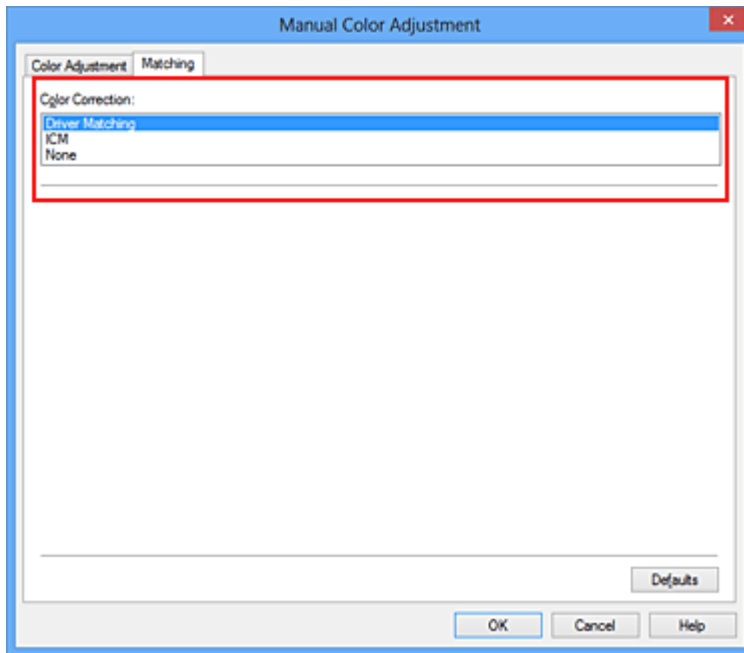 Manual Color Adjustment
Color Adjustment Matching
Color Correction:
Driver Matching
ICM
None
Defaults
OK Cancel Help